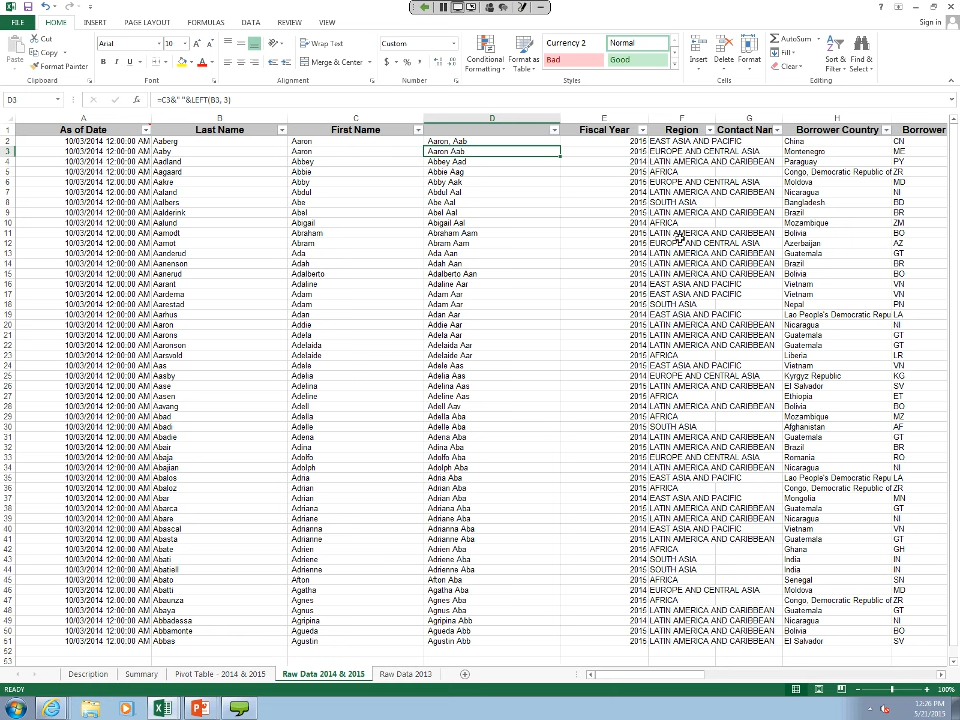 FILE HOME INSERT PAGE LAYOUT FORMULAS DATA REVIEW VIEW Sign in
Cut Arial 10 Wrap Text Custom Currency 2 Normal AutoSum
Copy Fill
Paste Format Painter B I U Merge & Center $ % , Conditional Formatting Format as Table Bad Good Insert Delete Format Clear Sort & Filter Find & Select
Clipboard Font Alignment Number Styles Cells Editing
D3 =C3&" "&LEFT(B3, 3)
A B C D E F G H
1 As of Date Last Name First Name Fiscal Year Region Contact Nan Borrower Country Borrower
2 10/03/2014 12:00:00 AM Aaberg Aaron Aaron, Aab 2015 EAST ASIA AND PACIFIC China CN
3 10/03/2014 12:00:00 AM Aaby Aaron Aaron Aab 2015 EUROPE AND CENTRAL ASIA Montenegro ME
4 10/03/2014 12:00:00 AM Aadland Abbey Abbey Aad 2014 LATIN AMERICA AND CARIBBEAN Paraguay PY
5 10/03/2014 12:00:00 AM Aagaard Abbie Abbie Aag 2015 AFRICA Congo, Democratic Republic of ZR
6 10/03/2014 12:00:00 AM Aakre Abby Abby Aak 2015 EUROPE AND CENTRAL ASIA Moldova MD
7 10/03/2014 12:00:00 AM Aaland Abdul Abdul Aal 2014 LATIN AMERICA AND CARIBBEAN Nicaragua NI
8 10/03/2014 12:00:00 AM Aalbers Abe Abe Aal 2015 SOUTH ASIA Bangladesh BD
9 10/03/2014 12:00:00 AM Aalderink Abel Abel Aal 2015 LATIN AMERICA AND CARIBBEAN Brazil BR
10 10/03/2014 12:00:00 AM Aalund Abigail Abigail Aal 2014 AFRICA Mozambique ZM
11 10/03/2014 12:00:00 AM Aamodt Abraham Abraham Aam 2015 LATIN AMERICA AND CARIBBEAN Bolivia BO
12 10/03/2014 12:00:00 AM Aamot Abram Abram Aam 2015 EUROPE AND CENTRAL ASIA Azerbaijan AZ
13 10/03/2014 12:00:00 AM Aanderud Ada Ada Aan 2014 LATIN AMERICA AND CARIBBEAN Guatemala GT
14 10/03/2014 12:00:00 AM Aanenson Adah Adah Aan 2014 LATIN AMERICA AND CARIBBEAN Brazil BR
15 10/03/2014 12:00:00 AM Aanerud Adalberto Adalberto Aan 2015 LATIN AMERICA AND CARIBBEAN Bolivia BO
16 10/03/2014 12:00:00 AM Aarant Adaline Adaline Aar 2014 EAST ASIA AND PACIFIC Vietnam VN
17 10/03/2014 12:00:00 AM Aardema Adam Adam Aar 2015 EAST ASIA AND PACIFIC Vietnam VN
18 10/03/2014 12:00:00 AM Aarestad Adam Adam Aar 2015 SOUTH ASIA Nepal PN
19 10/03/2014 12:00:00 AM Aarhus Adan Adan Aar 2014 EAST ASIA AND PACIFIC Lao People's Democratic Repu LA
20 10/03/2014 12:00:00 AM Aaron Addie Addie Aar 2015 LATIN AMERICA AND CARIBBEAN Nicaragua NI
21 10/03/2014 12:00:00 AM Aarons Adela Adela Aar 2015 LATIN AMERICA AND CARIBBEAN Guatemala GT
22 10/03/2014 12:00:00 AM Aaronson Adelaida Adelaida Aar 2014 LATIN AMERICA AND CARIBBEAN Guatemala GT
23 10/03/2014 12:00:00 AM Aarsvold Adelaide Adelaide Aar 2015 AFRICA Liberia LR
24 10/03/2014 12:00:00 AM Aas Adele Adele Aas 2015 EAST ASIA AND PACIFIC Vietnam VN
25 10/03/2014 12:00:00 AM Aasby Adelia Adelia Aas 2014 EUROPE AND CENTRAL ASIA Kyrgyz Republic KG
26 10/03/2014 12:00:00 AM Aase Adelina Adelina Aas 2015 LATIN AMERICA AND CARIBBEAN El Salvador SV
27 10/03/2014 12:00:00 AM Aasen Adeline Adeline Aas 2015 AFRICA Ethiopia ET
28 10/03/2014 12:00:00 AM Aavang Adell Adell Aav 2014 LATIN AMERICA AND CARIBBEAN Bolivia BO
29 10/03/2014 12:00:00 AM Abad Adella Adella Aba 2015 AFRICA Mozambique MZ
30 10/03/2014 12:00:00 AM Abadi Adelle Adelle Aba 2015 SOUTH ASIA Afghanistan AF
31 10/03/2014 12:00:00 AM Abadie Adena Adena Aba 2014 LATIN AMERICA AND CARIBBEAN Guatemala GT
32 10/03/2014 12:00:00 AM Abair Adina Adina Aba 2015 LATIN AMERICA AND CARIBBEAN Brazil BR
33 10/03/2014 12:00:00 AM Abaja Adolfo Adolfo Aba 2015 EUROPE AND CENTRAL ASIA Romania RO
34 10/03/2014 12:00:00 AM Abajian Adolph Adolph Aba 2014 LATIN AMERICA AND CARIBBEAN Nicaragua NI
35 10/03/2014 12:00:00 AM Abalos Adria Adria Aba 2015 EAST ASIA AND PACIFIC Lao People's Democratic Repu LA
36 10/03/2014 12:00:00 AM Abaloz Adrian Adrian Aba 2015 AFRICA Congo, Democratic Republic of ZR
37 10/03/2014 12:00:00 AM Abar Adrian Adrian Aba 2014 EAST ASIA AND PACIFIC Mongolia MN
38 10/03/2014 12:00:00 AM Abarca Adriana Adriana Aba 2015 LATIN AMERICA AND CARIBBEAN Guatemala GT
39 10/03/2014 12:00:00 AM Abare Adriane Adriane Aba 2015 LATIN AMERICA AND CARIBBEAN Nicaragua NI
40 10/03/2014 12:00:00 AM Abascal Adrianna Adrianna Aba 2014 EAST ASIA AND PACIFIC Vietnam VN
41 10/03/2014 12:00:00 AM Abasta Adrianne Adrianne Aba 2014 LATIN AMERICA AND CARIBBEAN Guatemala GT
42 10/03/2014 12:00:00 AM Abate Adrien Adrien Aba 2015 AFRICA Ghana GH
43 10/03/2014 12:00:00 AM Abati Adriene Adriene Aba 2014 SOUTH ASIA India IN
44 10/03/2014 12:00:00 AM Abatiell Adrienne Adrienne Aba 2014 SOUTH ASIA India IN
45 10/03/2014 12:00:00 AM Abato Afton Afton Aba 2015 AFRICA Senegal SN
46 10/03/2014 12:00:00 AM Abatti Agatha Agatha Aba 2014 EUROPE AND CENTRAL ASIA Moldova MD
47 10/03/2014 12:00:00 AM Abaunza Agnes Agnes Aba 2015 AFRICA Congo, Democratic Republic of ZR
48 10/03/2014 12:00:00 AM Abaya Agnus Agnus Aba 2015 LATIN AMERICA AND CARIBBEAN Guatemala GT
49 10/03/2014 12:00:00 AM Abbadessa Agripina Agripina Abb 2014 LATIN AMERICA AND CARIBBEAN Nicaragua NI
50 10/03/2014 12:00:00 AM Abbamonte Agueda Agueda Abb 2015 LATIN AMERICA AND CARIBBEAN Bolivia BO
51 10/03/2014 12:00:00 AM Abbas Agustin Agustin Abb 2015 LATIN AMERICA AND CARIBBEAN El Salvador SV
52
53
Description Summary Pivot Table - 2014 & 2015 Raw Data 2014 & 2015 Raw Data 2013
READY 100%
12:26 PM
5/21/2015